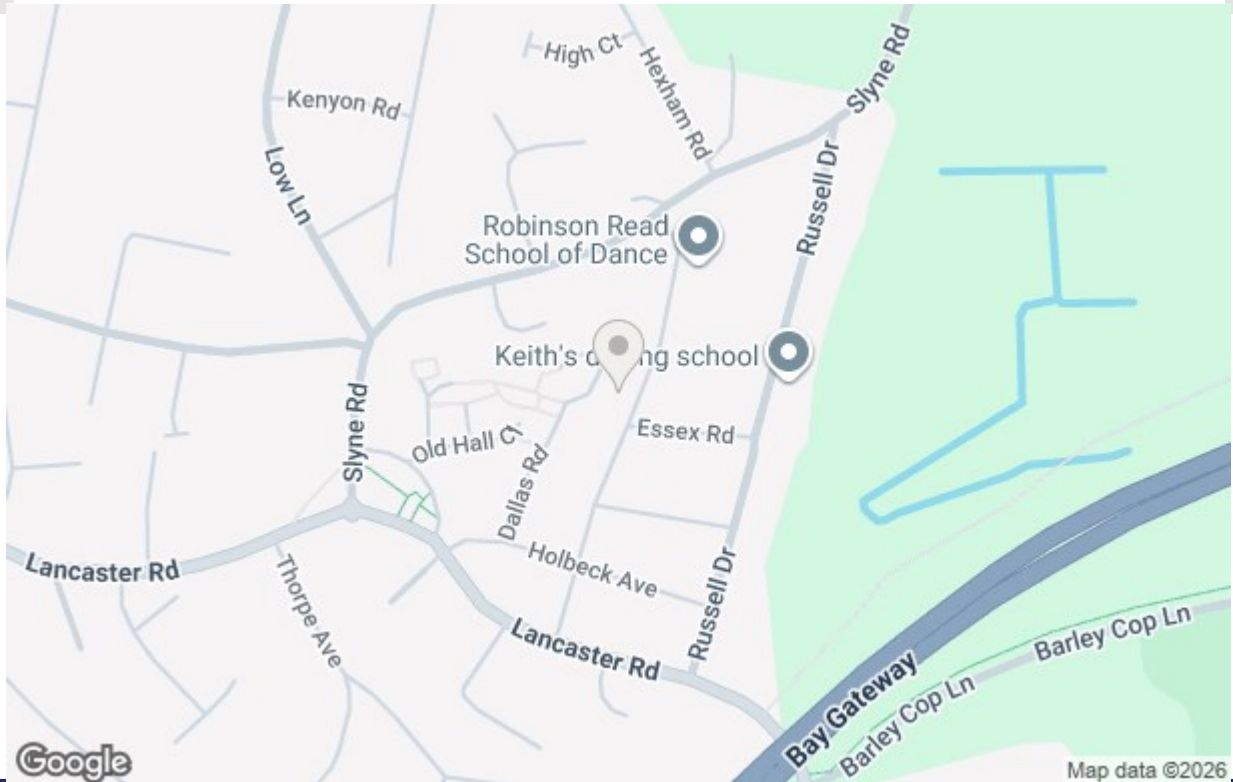 High Ct
Slyne Rd
Hexham Rd
Kenyon Rd
Russell Dr
Low Ln
Robinson Read
School of Dance
Keith's d ng school
Slyne Rd
Essex Rd
Old Hall Cl
Dallas Rd
Lancaster Rd
Holbeck Ave
Thorpe Ave
Russell Dr
Lancaster Rd
Bay Gateway
Barley Cop Ln
Barley Cop Ln
Google
Map data ©2026